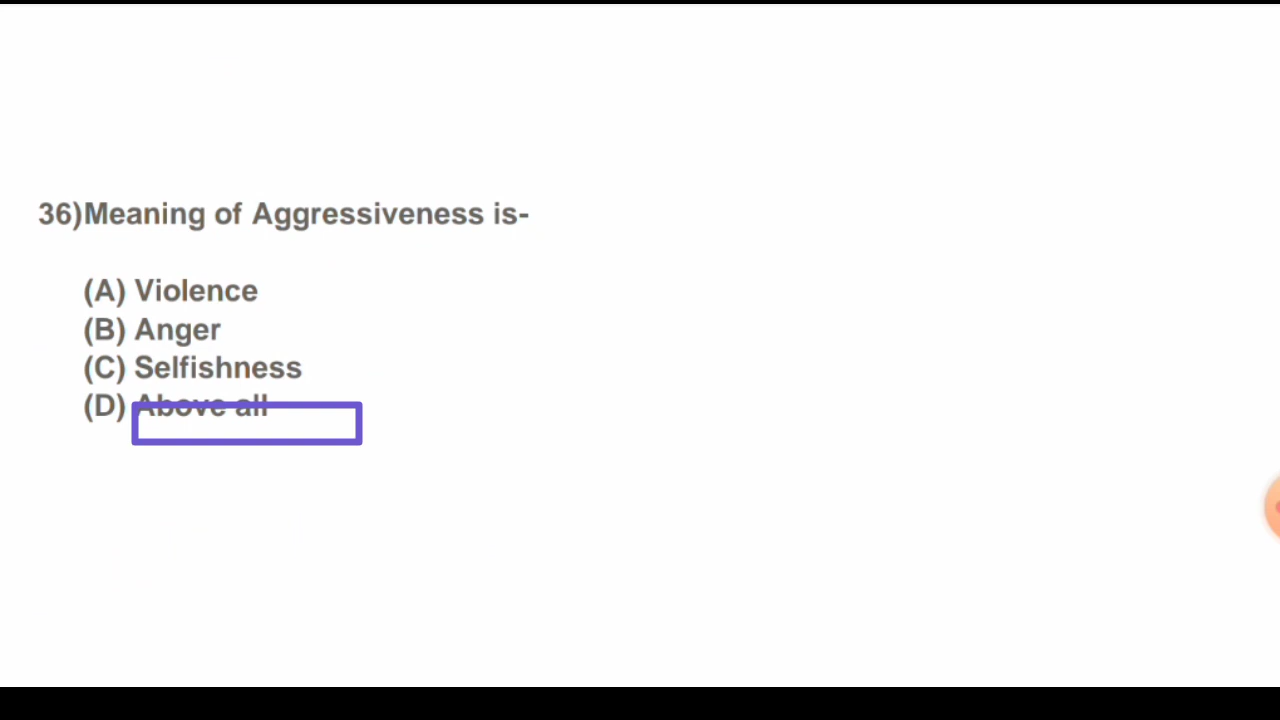 36)Meaning of Aggressiveness is-
(A) Violence
(B) Anger
(C) Selfishness
(D) Above all